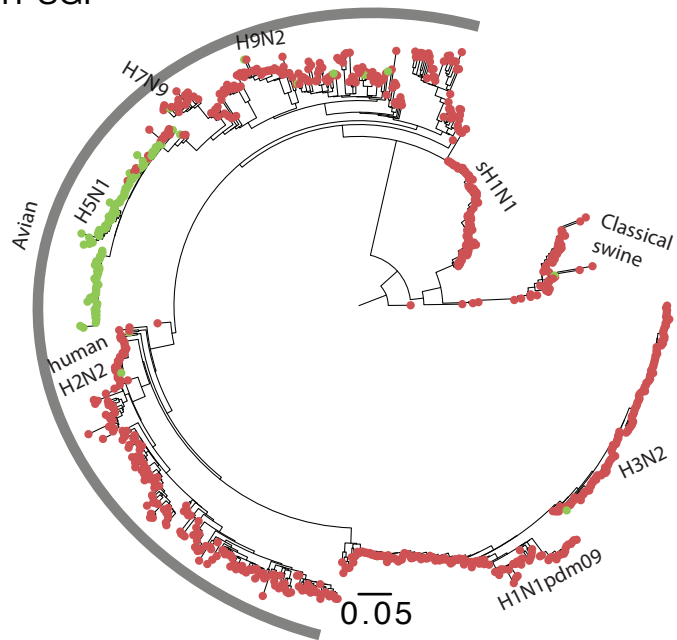 H9N2
H7N9
H5N1
Avian
sH1N1
Classical
swine
human
H2N2
H3N2
H1N1pdm09
0.05